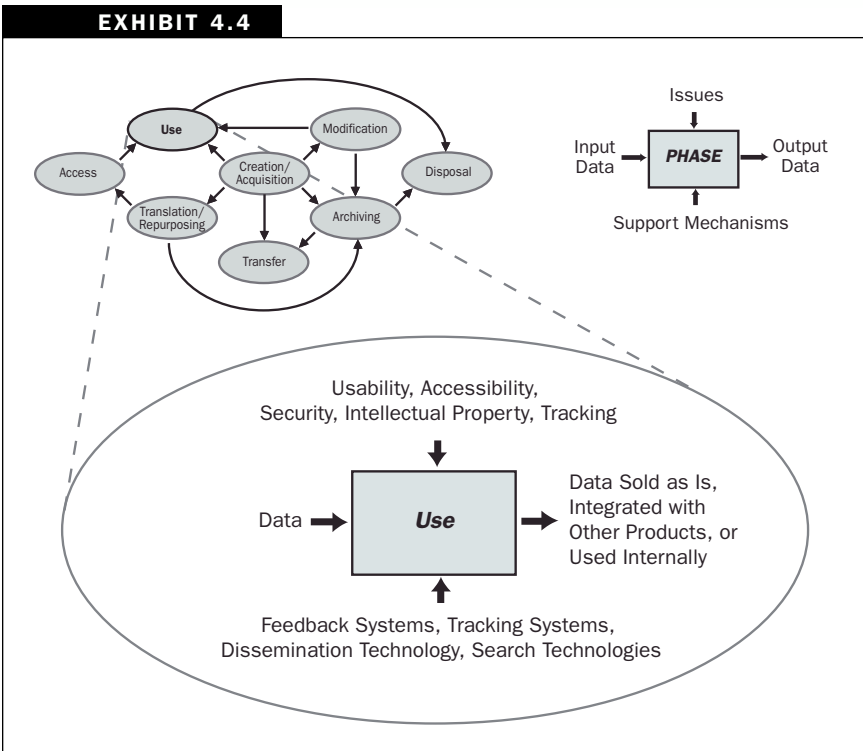 EXHIBIT 4.4
Use
Modification
Access
Creation/
Acquisition
Disposal
Translation/
Repurposing
Archiving
Transfer
Issues
Input
Data
PHASE
Output
Data
Support Mechanisms
Usability, Accessibility,
Security, Intellectual Property, Tracking
Data
Use
Data Sold as Is,
Integrated with
Other Products, or
Used Internally
Feedback Systems, Tracking Systems,
Dissemination Technology, Search Technologies